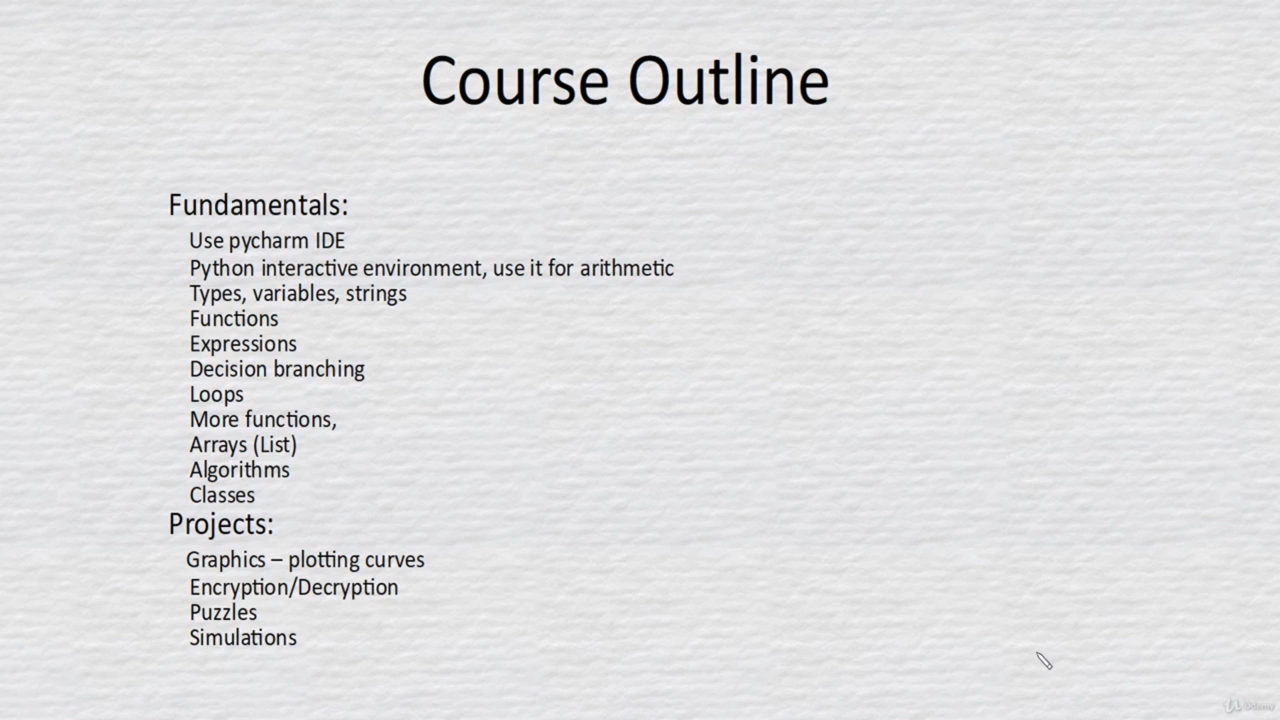 Course Outline
Fundamentals:
Use pycharm IDE
Python interactive environment, use it for arithmetic
Types, variables, strings
Functions
Expressions
Decision branching
Loops
More functions,
Arrays (List)
Algorithms
Classes
Projects:
Graphics – plotting curves
Encryption/Decryption
Puzzles
Simulations
Udemy